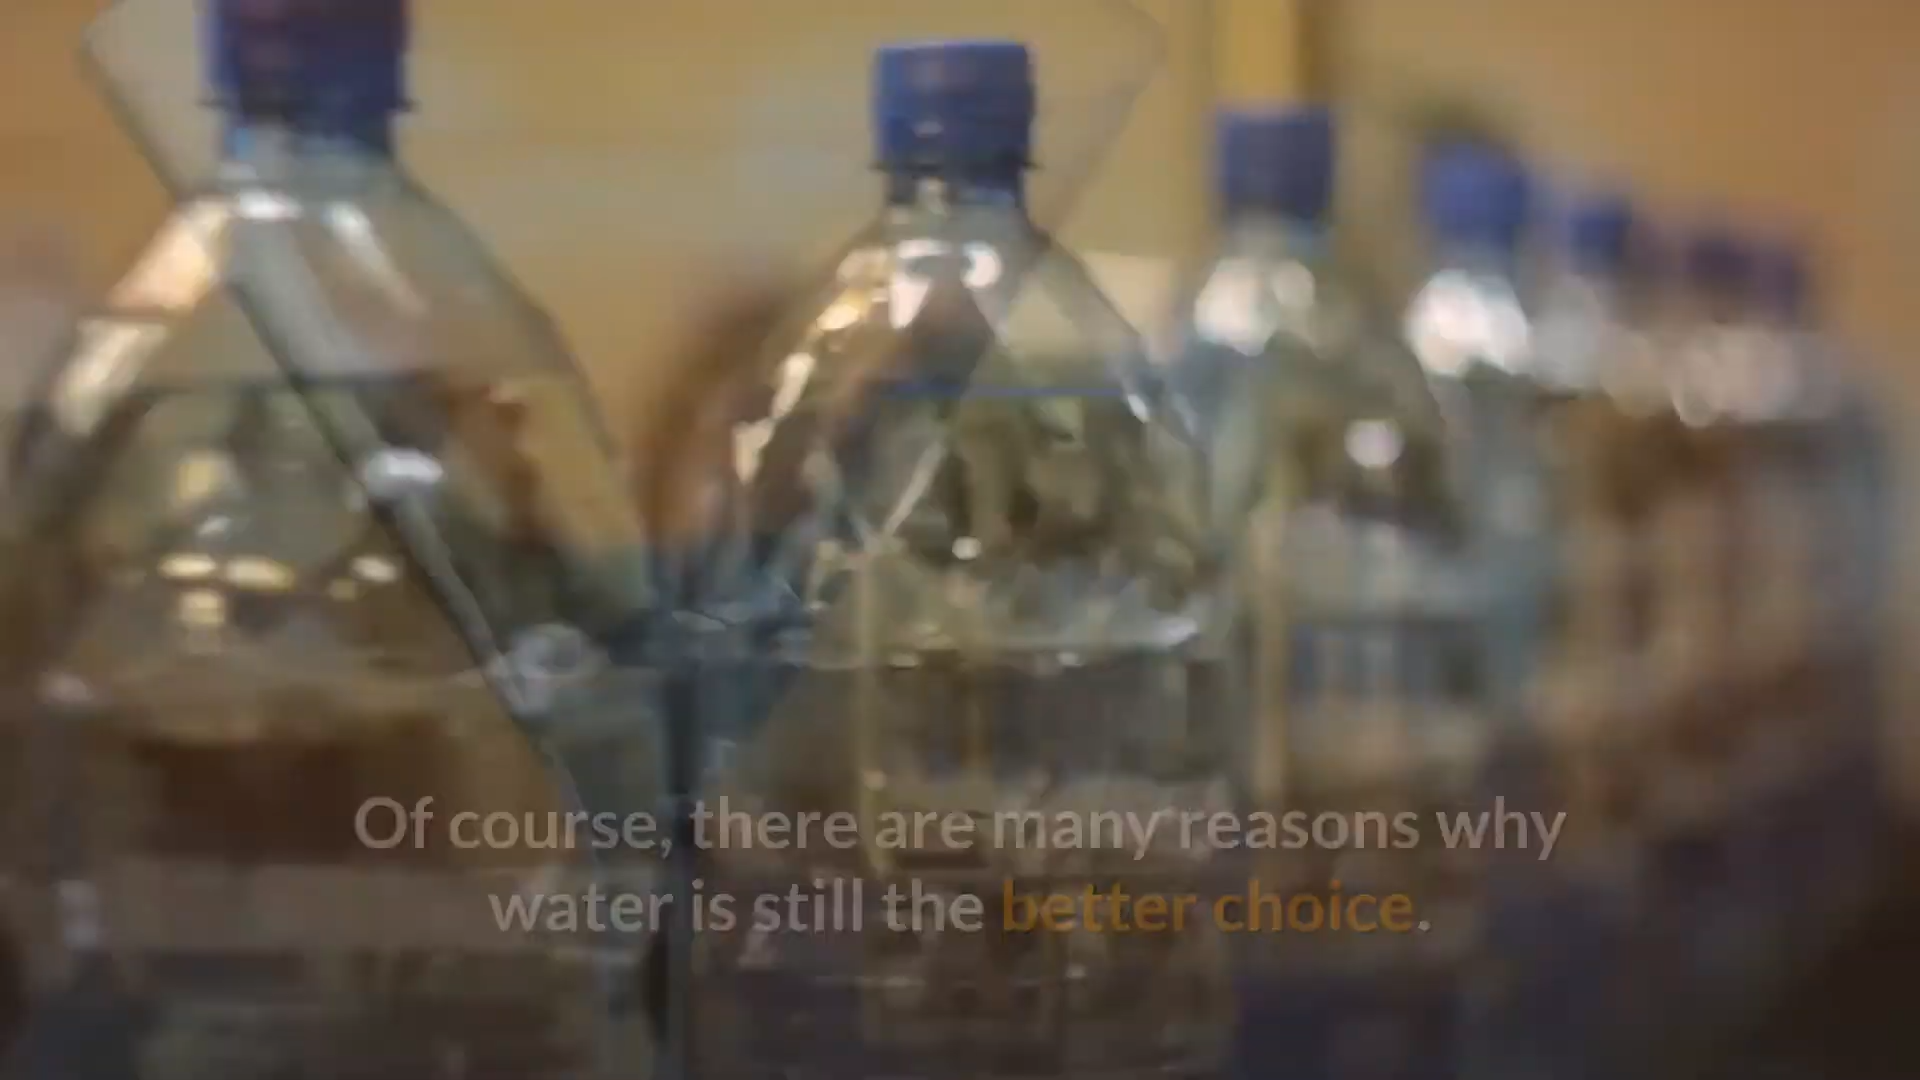 Of course, there are many reasons why
water is still the better choice.